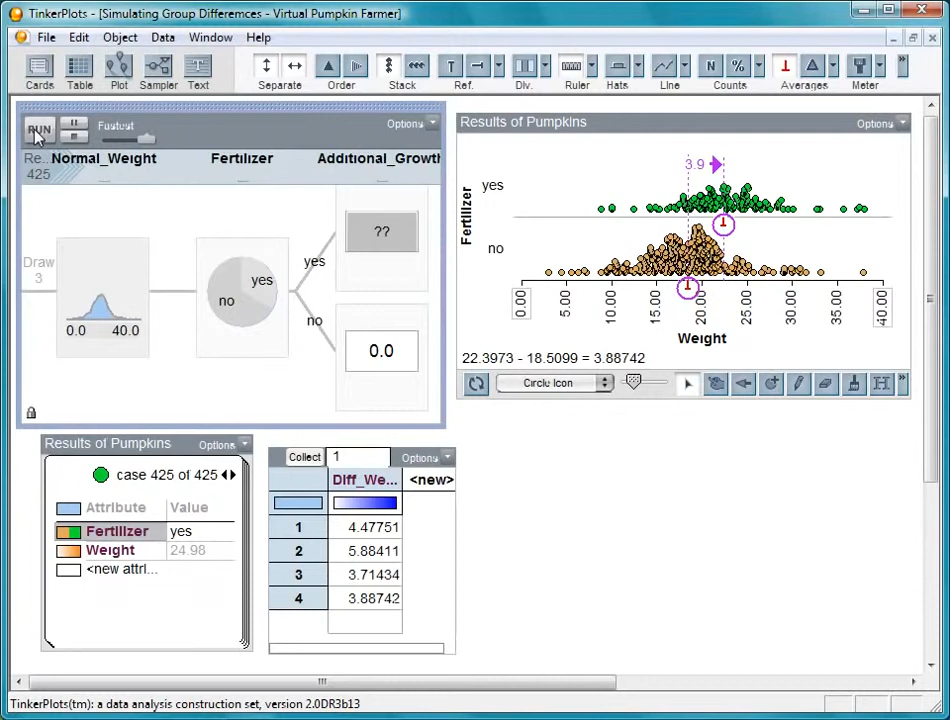 TinkerPlots - [Simulating Group Differemces - Virtual Pumpkin Farmer]
File Edit Object Data Window Help
Cards Table Plot Sampler Text Separate Order Stack Ref. Div. Ruler Hats Line Counts Averages Meter
N %
RUN Fastest Options
Re... Normal_Weight Fertilizer Additional_Growth
425
Draw
3
0.0 40.0
yes
no
yes
no
??
0.0
Results of Pumpkins Options
3.9
Fertilizer
yes
no
0.00 5.00 10.00 15.00 20.00 25.00 30.00 35.00 40.00
Weight
22.3973 - 18.5099 = 3.88742
Circle Icon
Results of Pumpkins Options
case 425 of 425
Attribute Value
Fertilizer yes
Weight 24.98
<new attri...
Collect 1 Options
Diff_We... <new>
1 4.47751
2 5.88411
3 3.71434
4 3.88742
TinkerPlots(tm): a data analysis construction set, version 2.0DR3b13